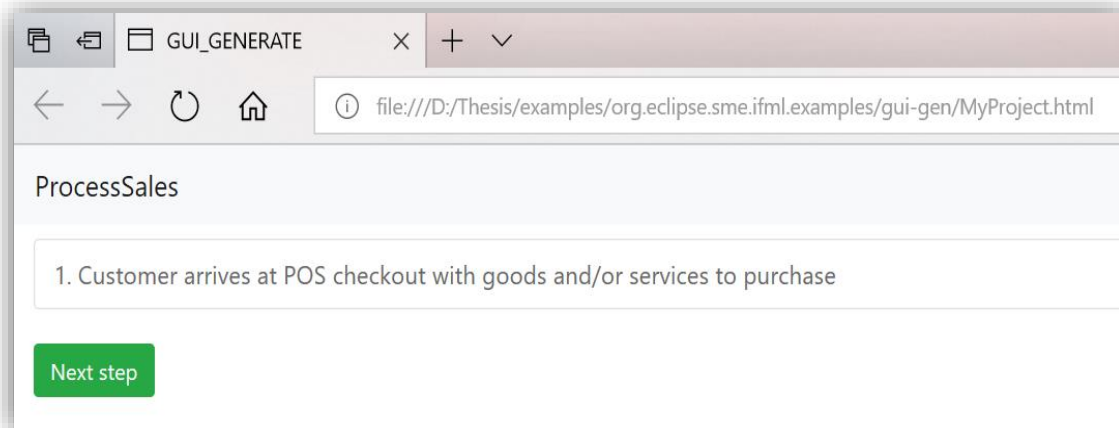 GUI_GENERATE
file:///D:/Thesis/examples/org.eclipse.sme.ifml.examples/gui-gen/MyProject.html
ProcessSales
1. Customer arrives at POS checkout with goods and/or services to purchase
Next step